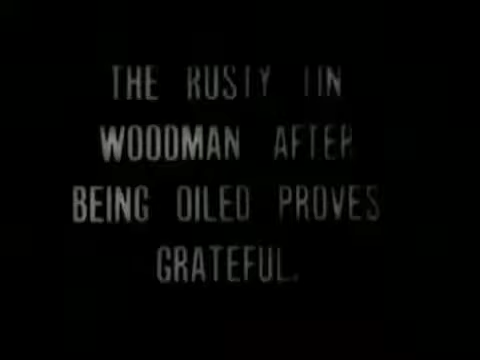 THE RUSTY TIN
WOODMAN AFTER
BEING OILED PROVES
GRATEFUL.